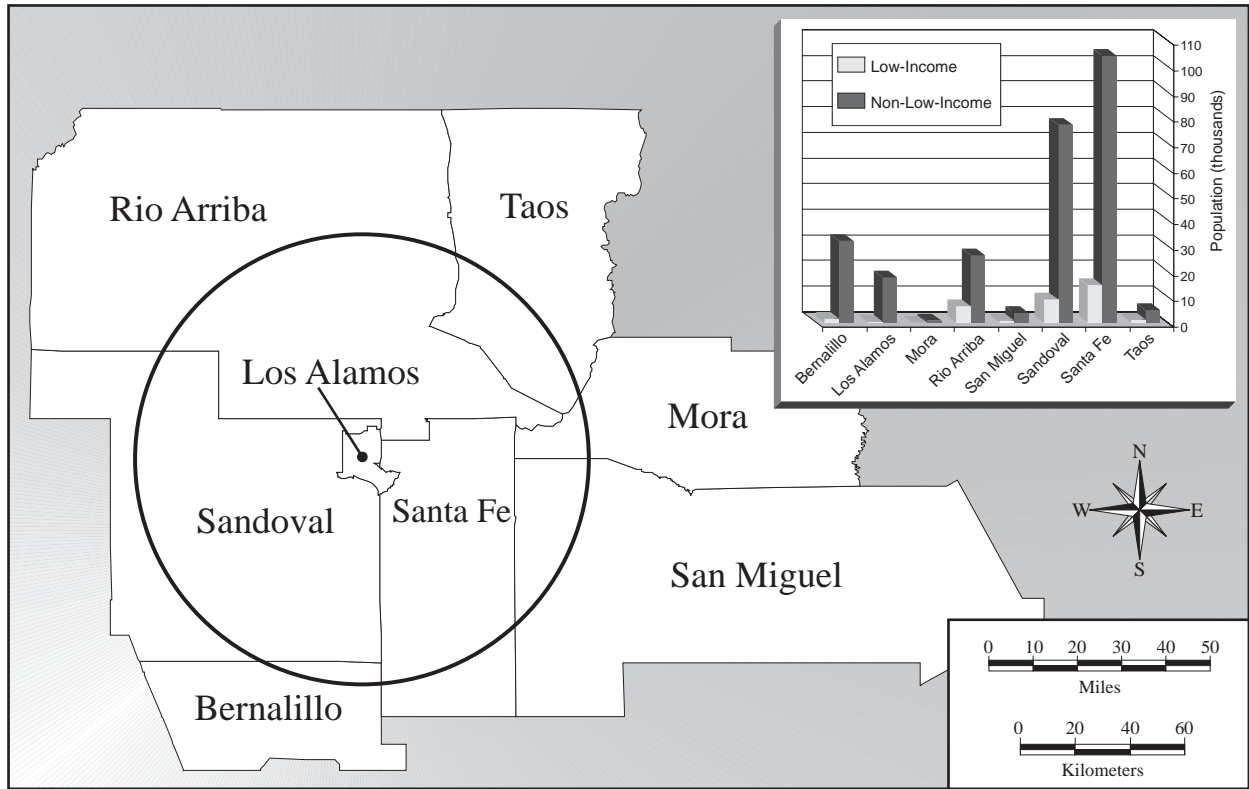 Low-Income
Non-Low-Income
110
100
90
80
70
60
50
40
30
20
10
0
Population (thousands)
Bernalillo
Los Alamos
Mora
Rio Arriba
San Miguel
Sandoval
Santa Fe
Taos
Rio Arriba
Taos
Los Alamos
Mora
Sandoval
Santa Fe
San Miguel
Bernalillo
N
W E
S
0 10 20 30 40 50
Miles
0 20 40 60
Kilometers